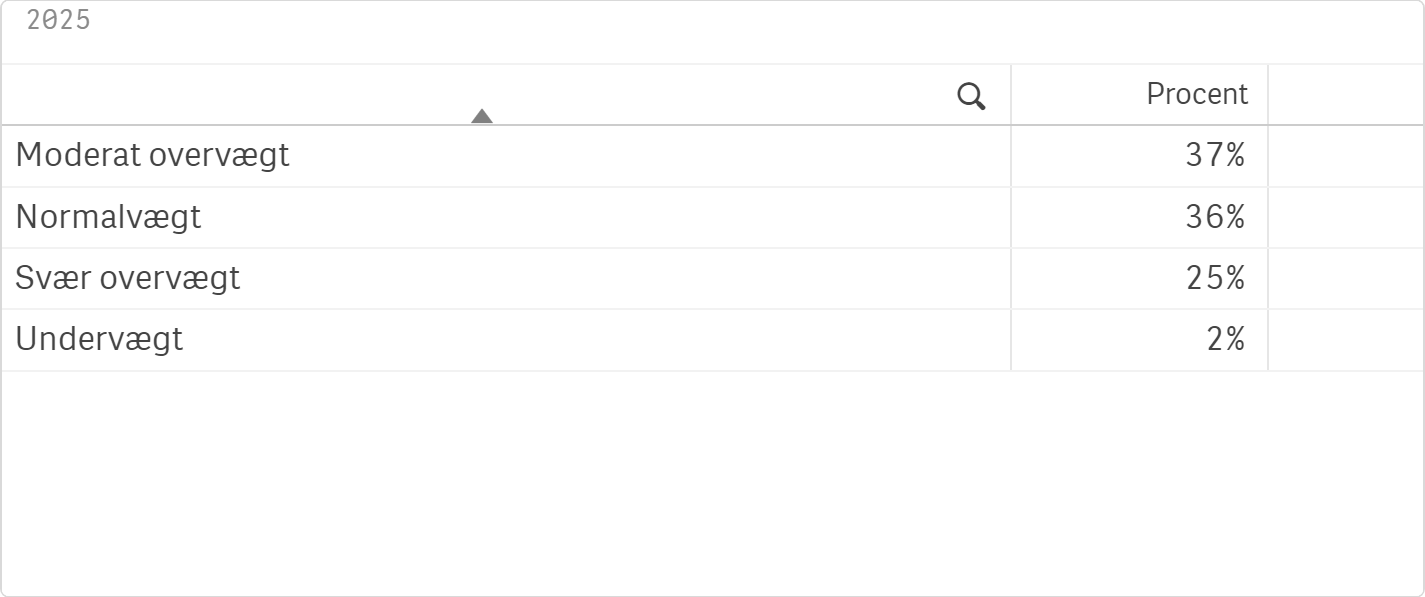 2025
Procent
Moderat overvægt 37%
Normalvægt 36%
Svær overvægt 25%
Undervægt 2%